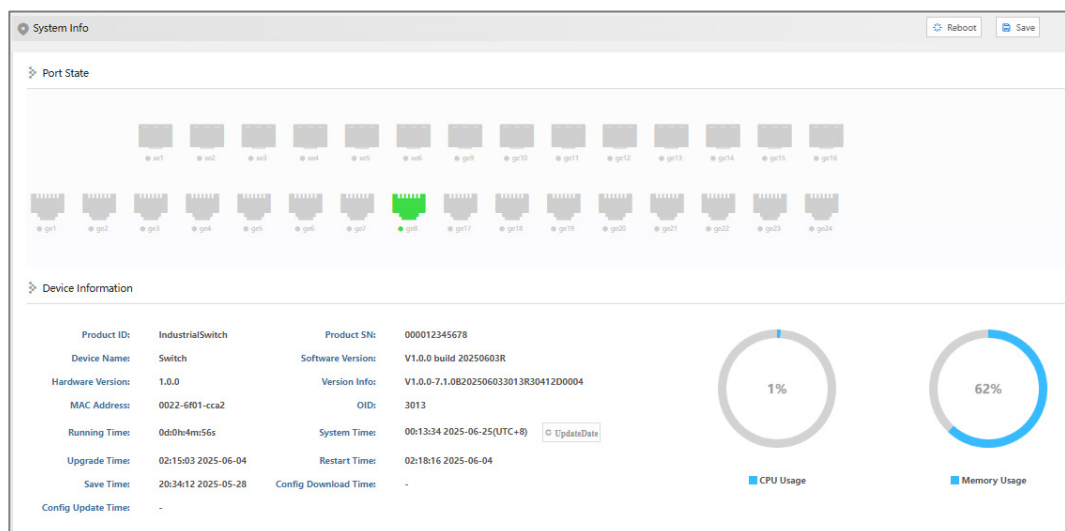 System Info
Reboot
Save
Port State
xe1 xe2 xe3 xe4 xe5 xe6 ge9 ge10 ge11 ge12 ge13 ge14 ge15 ge16
ge1 ge2 ge3 ge4 ge5 ge6 ge7 ge8 ge17 ge18 ge19 ge20 ge21 ge22 ge23 ge24
Device Information
Product ID: IndustrialSwitch Product SN: 000012345678
Device Name: Switch Software Version: V1.0.0 build 20250603R
Hardware Version: 1.0.0 Version Info: V1.0.0-7.1.0B202506033013R30412D0004
MAC Address: 0022-6f01-cca2 OID: 3013
Running Time: 0d:0h:4m:56s System Time: 00:13:34 2025-06-25(UTC+8) UpdateDate
Upgrade Time: 02:15:03 2025-06-04 Restart Time: 02:18:16 2025-06-04
Save Time: 20:34:12 2025-05-28 Config Download Time: -
Config Update Time: -
1%
CPU Usage
62%
Memory Usage